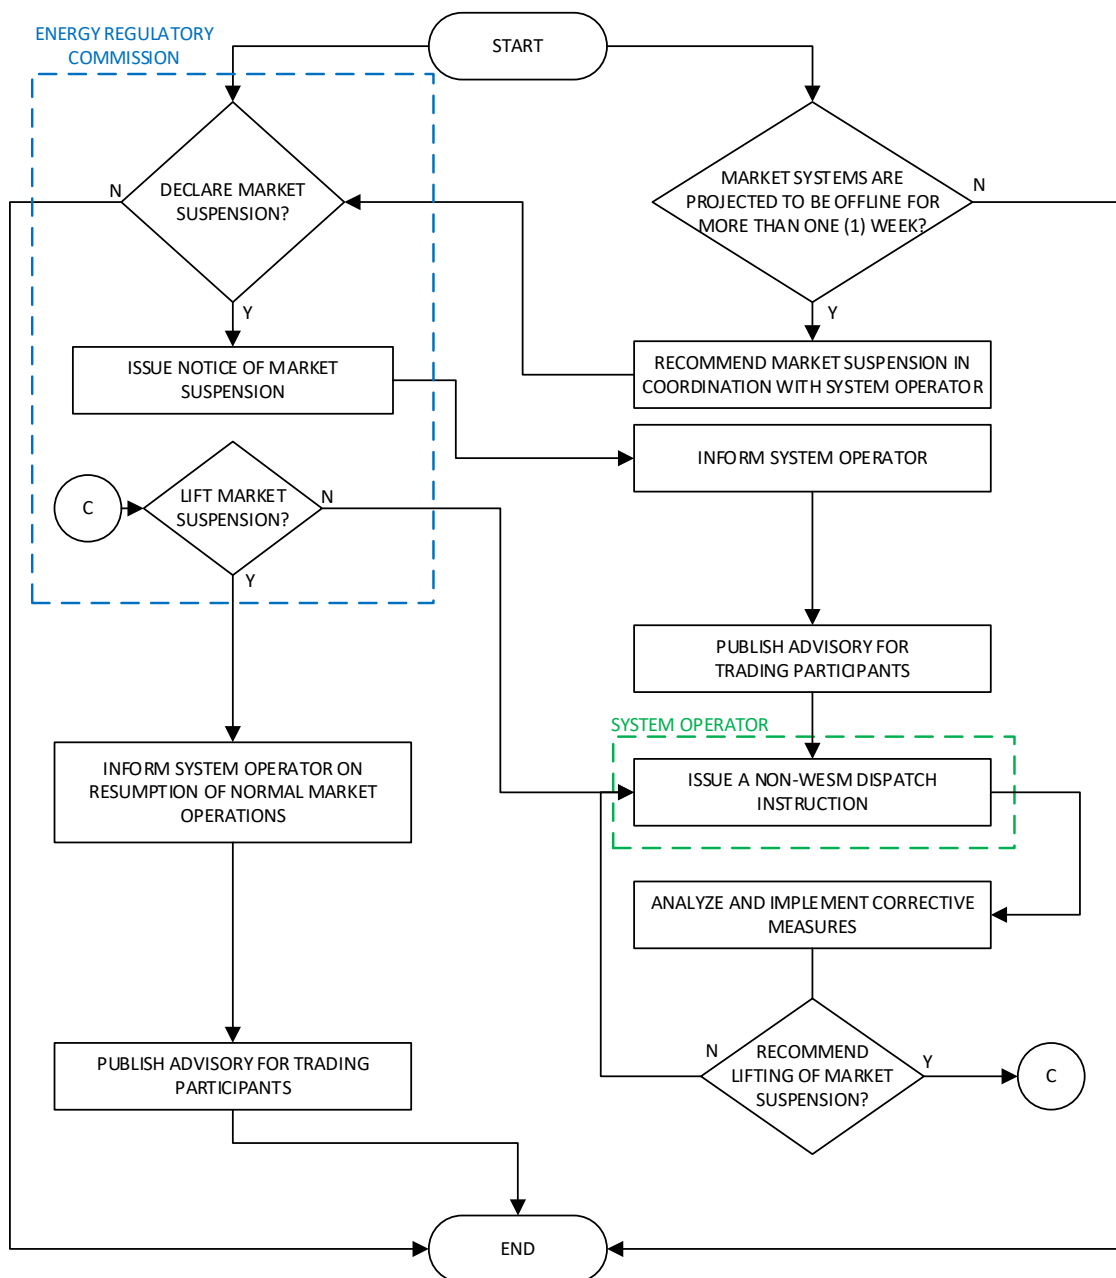 ENERGY REGULATORY
COMMISSION
START
DECLARE MARKET
SUSPENSION?
N
Y
MARKET SYSTEMS ARE
PROJECTED TO BE OFFLINE FOR
MORE THAN ONE (1) WEEK?
N
Y
ISSUE NOTICE OF MARKET
SUSPENSION
RECOMMEND MARKET SUSPENSION IN
COORDINATION WITH SYSTEM OPERATOR
INFORM SYSTEM OPERATOR
C
LIFT MARKET
SUSPENSION?
N
Y
PUBLISH ADVISORY FOR
TRADING PARTICIPANTS
SYSTEM OPERATOR
INFORM SYSTEM OPERATOR ON
RESUMPTION OF NORMAL MARKET
OPERATIONS
ISSUE A NON-WESM DISPATCH
INSTRUCTION
ANALYZE AND IMPLEMENT CORRECTIVE
MEASURES
PUBLISH ADVISORY FOR TRADING
PARTICIPANTS
N
RECOMMEND
LIFTING OF MARKET
SUSPENSION?
Y
C
END